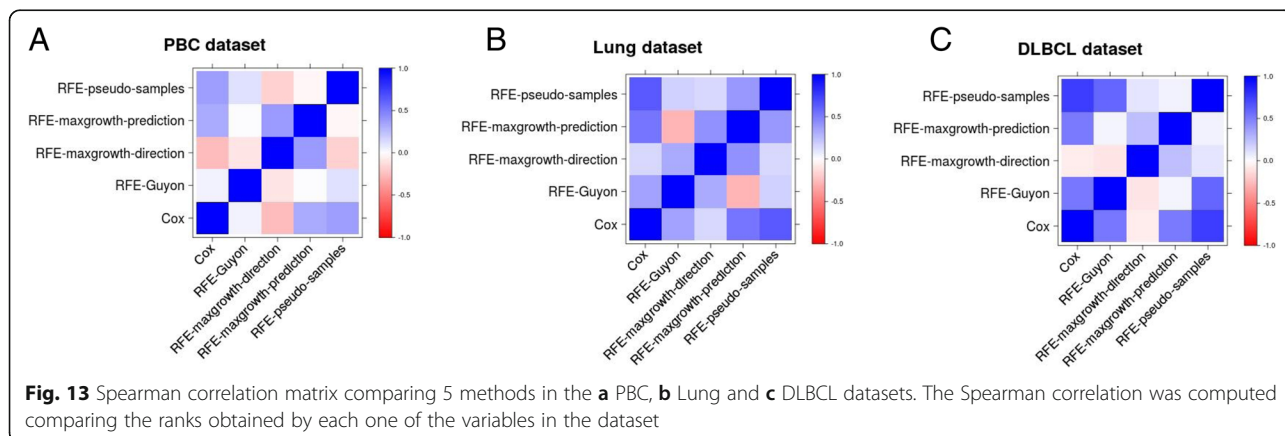 A
PBC dataset
RFE-pseudo-samples
RFE-maxgrowth-prediction
RFE-maxgrowth-direction
RFE-Guyon
Cox
Cox
RFE-Guyon
RFE-maxgrowth-direction
RFE-maxgrowth-prediction
RFE-pseudo-samples
1.0
0.5
0.0
-0.5
-1.0
B
Lung dataset
RFE-pseudo-samples
RFE-maxgrowth-prediction
RFE-maxgrowth-direction
RFE-Guyon
Cox
Cox
RFE-Guyon
RFE-maxgrowth-direction
RFE-maxgrowth-prediction
RFE-pseudo-samples
1.0
0.5
0.0
-0.5
-1.0
C
DLBCL dataset
RFE-pseudo-samples
RFE-maxgrowth-prediction
RFE-maxgrowth-direction
RFE-Guyon
Cox
Cox
RFE-Guyon
RFE-maxgrowth-direction
RFE-maxgrowth-prediction
RFE-pseudo-samples
1.0
0.5
0.0
-0.5
-1.0
Fig. 13 Spearman correlation matrix comparing 5 methods in the a PBC, b Lung and c DLBCL datasets. The Spearman correlation was computed
comparing the ranks obtained by each one of the variables in the dataset